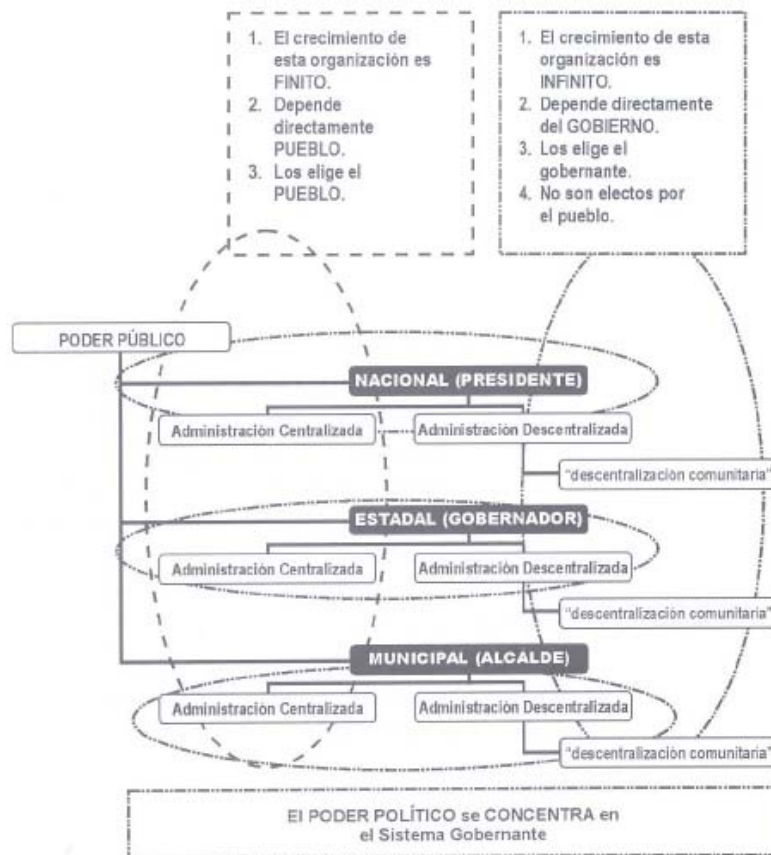 1. El crecimiento de
esta organización es
FINITO.
2. Depende
directamente
PUEBLO.
3. Los elige el
PUEBLO.
1. El crecimiento de esta
organización es
INFINITO.
2. Depende directamente
del GOBIERNO.
3. Los elige el
gobernante.
4. No son electos por
el pueblo.
PODER PÚBLICO
NACIONAL (PRESIDENTE)
Administración Centralizada
Administración Descentralizada
"descentralización comunitaria"
ESTADAL (GOBERNADOR)
Administración Centralizada
Administración Descentralizada
"descentralización comunitaria"
MUNICIPAL (ALCALDE)
Administración Centralizada
Administración Descentralizada
"descentralización comunitaria"
El PODER POLÍTICO se CONCENTRA en
el Sistema Gobernante